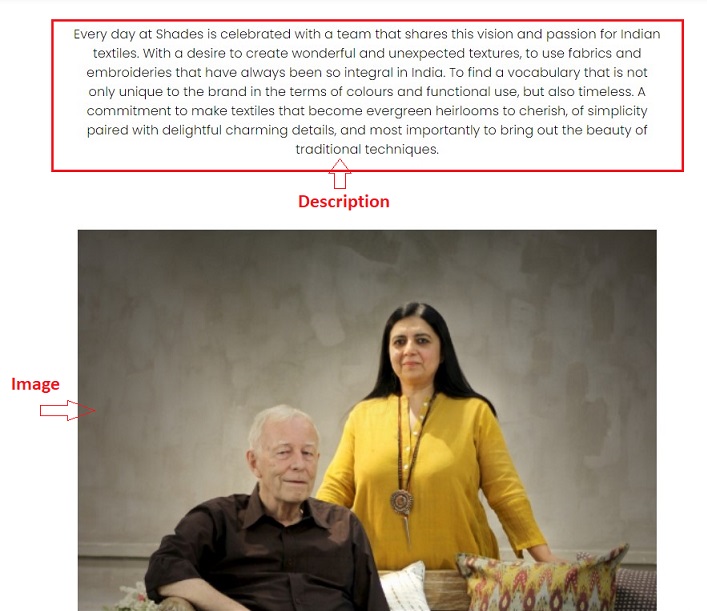 Every day at Shades is celebrated with a team that shares this vision and passion for Indian
textiles. With a desire to create wonderful and unexpected textures, to use fabrics and
embroideries that have always been so integral in India. To find a vocabulary that is not
only unique to the brand in the terms of colours and functional use, but also timeless. A
commitment to make textiles that become evergreen heirlooms to cherish, of simplicity
paired with delightful charming details, and most importantly to bring out the beauty of
traditional techniques.
Description
Image